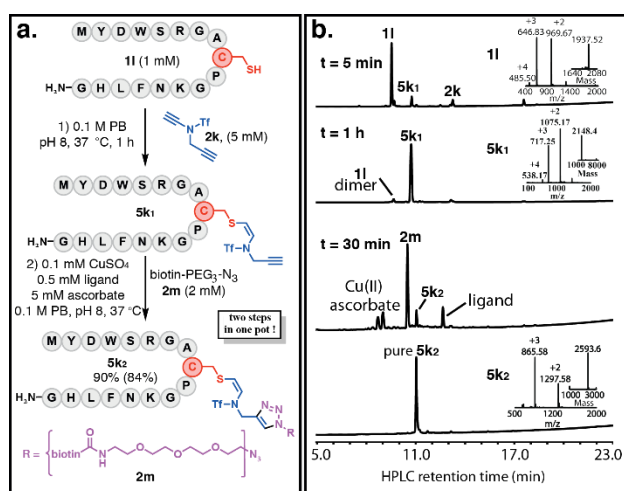 a.
M Y D W S R G A
C
SH
1l (1 mM)
H₃N G H L F N K G P
1) 0.1 M PB
pH 8, 37 °C, 1 h
Tf
N
2k, (5 mM)
M Y D W S R G A
C
S
5k₁
Tf N
H₃N G H L F N K G P
2) 0.1 mM CuSO₄
0.5 mM ligand
5 mM ascorbate
0.1 M PB, pH 8, 37 °C
biotin-PEG₃-N₃
2m (2 mM)
two steps
in one pot !
M Y D W S R G A
C
S
5k₂
90% (84%)
Tf N
H₃N G H L F N K G P
N N
N
R
R = biotin O N H O O O N₃
2m
b.
t = 5 min
1l
5k₁
2k
1l
+3
646.83
+2
969.67
+4
485.50
1937.52
1640 2080
Mass
400 800 1400 2000
m/z
t = 1 h
5k₁
1l
dimer
5k₁
+2
1075.17
+3
717.25
+4
538.17
2148.4
1000 8000
Mass
100 1000 2000
m/z
t = 30 min
2m
Cu(II)
ascorbate
5k₂
ligand
pure 5k₂
5k₂
+3
865.58
+2
1297.58
2593.6
1000 3000
Mass
500 1200 2000
m/z
5.0 11.0 17.0 23.0
HPLC retention time (min)